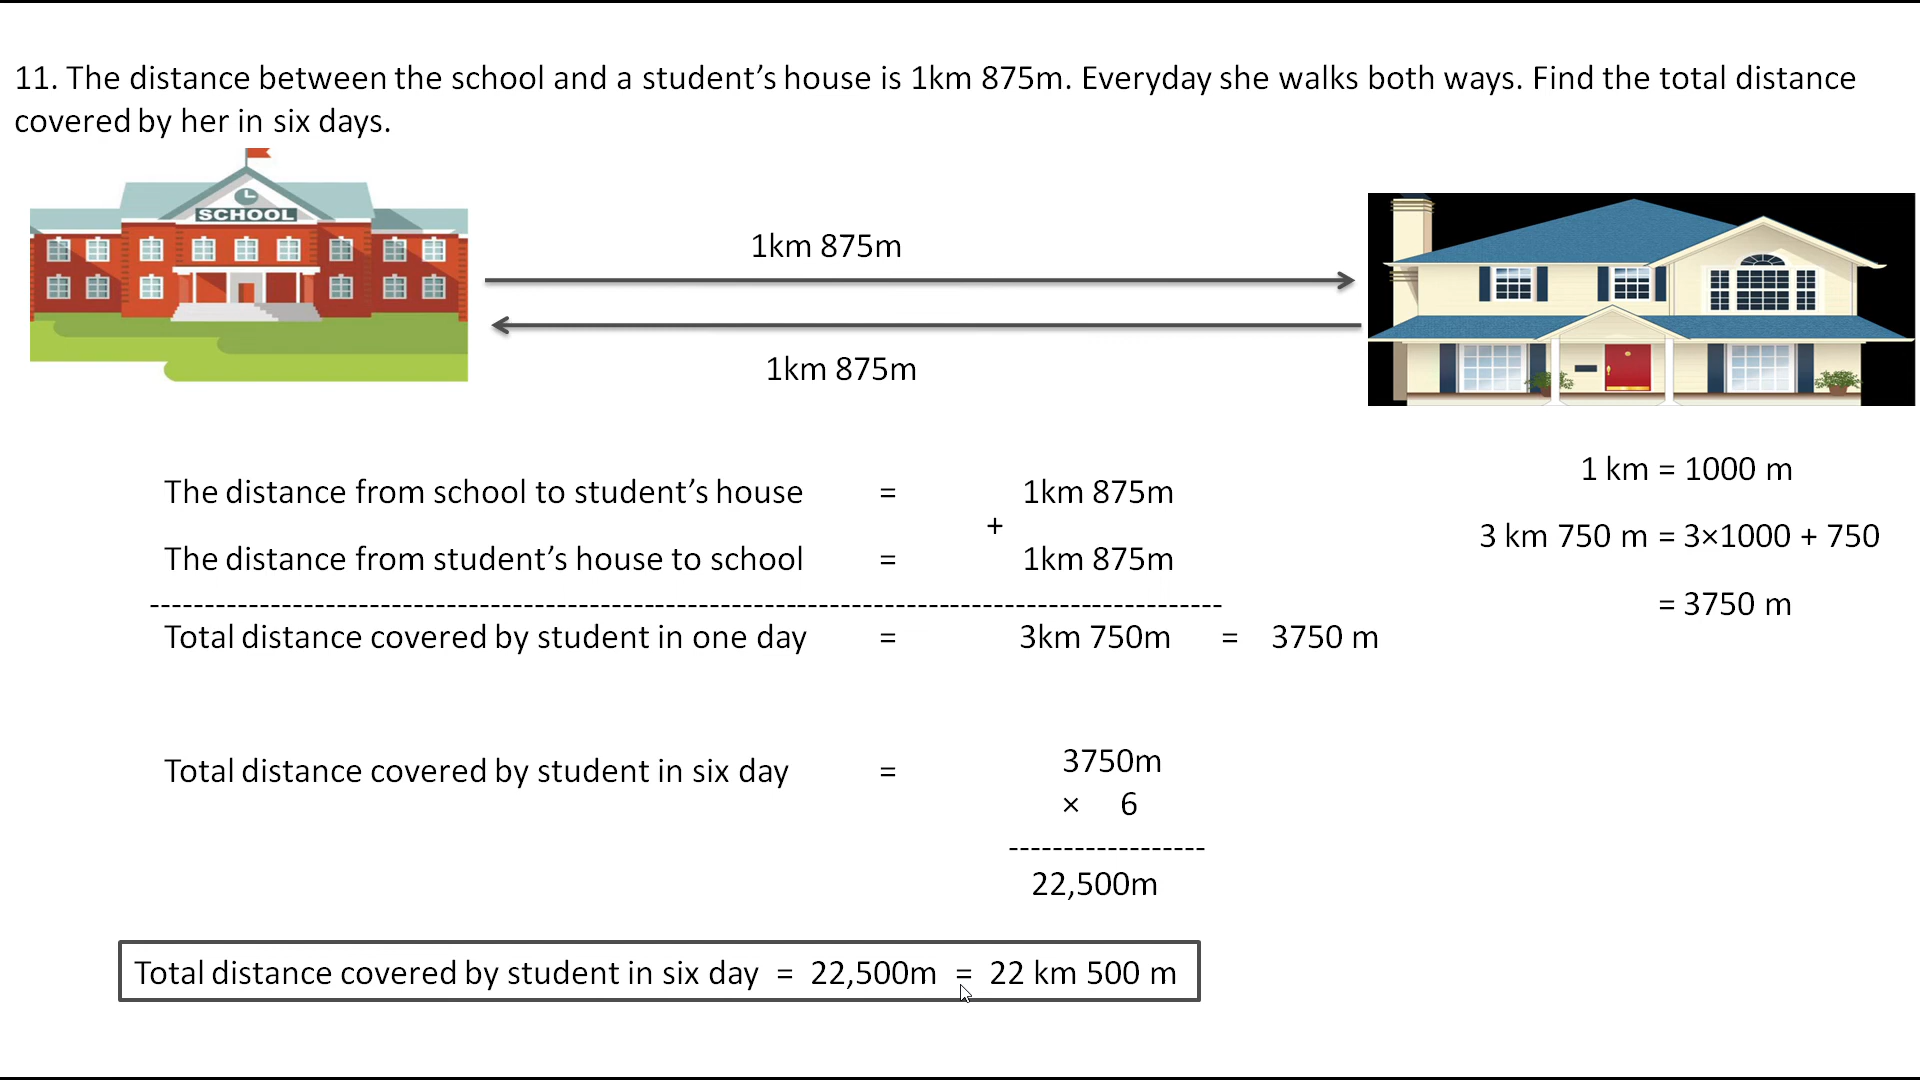 11. The distance between the school and a student’s house is 1km 875m. Everyday she walks both ways. Find the total distance
covered by her in six days.
SCHOOL
1km 875m
1km 875m
1 km = 1000 m
The distance from school to student’s house = 1km 875m
+
3 km 750 m = 3×1000 + 750
The distance from student’s house to school = 1km 875m
= 3750 m
Total distance covered by student in one day = 3km 750m = 3750 m
Total distance covered by student in six day = 3750m
× 6
22,500m
Total distance covered by student in six day = 22,500m = 22 km 500 m